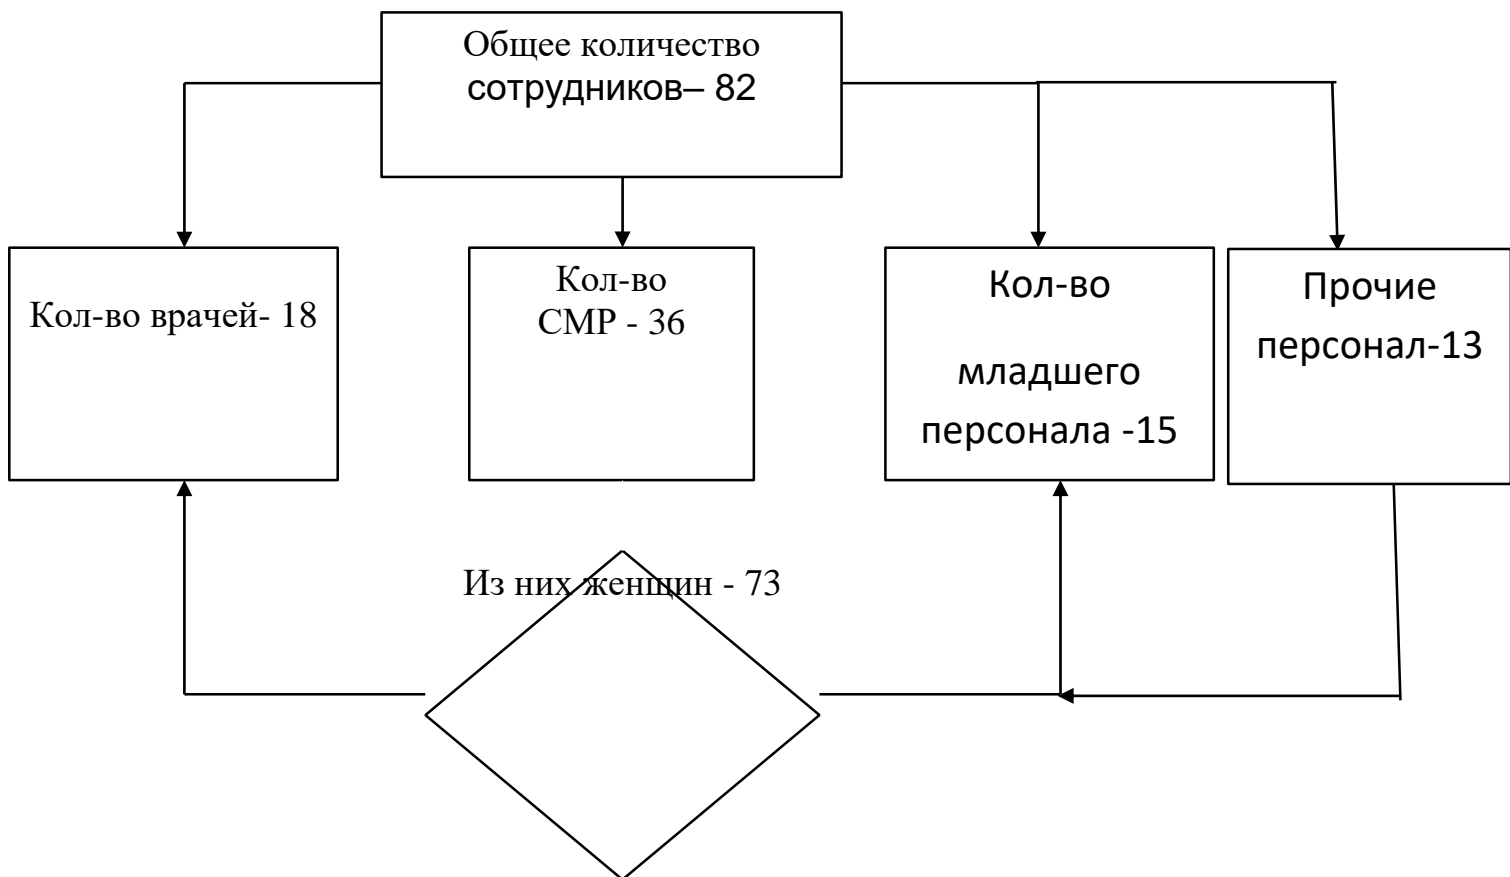 Общее количество
сотрудников– 82
Кол-во врачей- 18
Кол-во
СМР - 36
Кол-во
младшего
персонала -15
Прочие
персонал-13
Из них женщин - 73